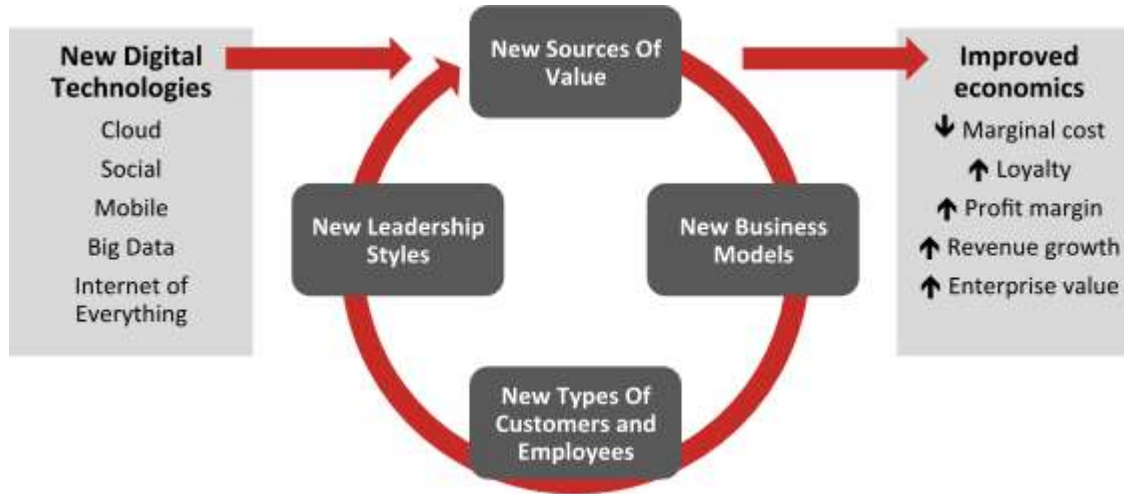 New Digital
Technologies
Cloud
Social
Mobile
Big Data
Internet of
Everything
New Sources Of
Value
New Leadership
Styles
New Business
Models
New Types Of
Customers and
Employees
Improved
economics
Marginal cost
Loyalty
Profit margin
Revenue growth
Enterprise value